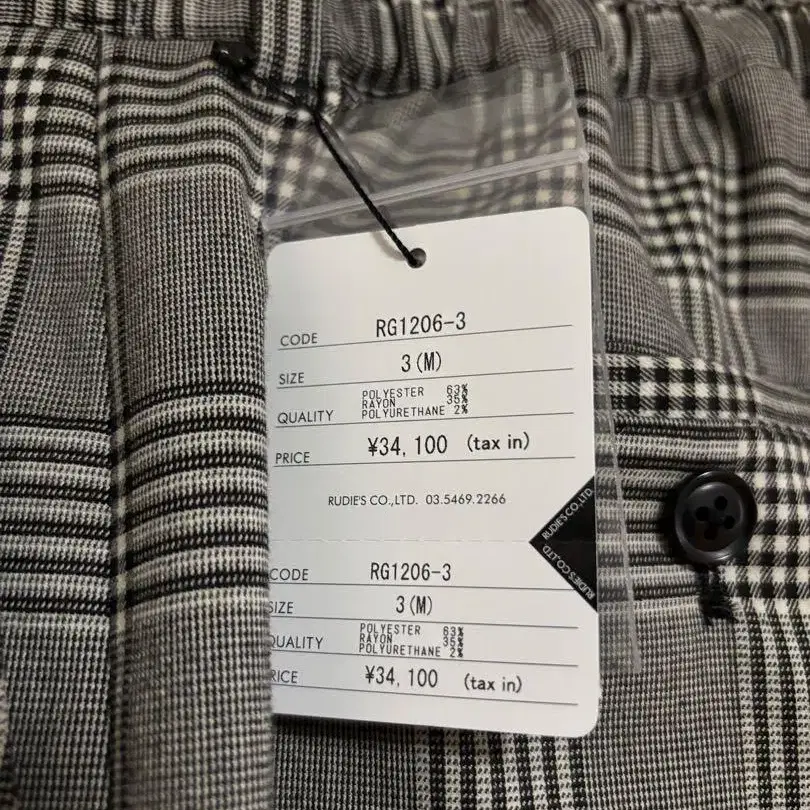 CODE RG1206-3
SIZE 3(M)
QUALITY POLYESTER 63%
RAYON 35%
POLYURETHANE 2%
PRICE ¥34,100 (tax in)
RUDIE'S CO.,LTD. 03.5469.2266
RUDIE'S CO.,LTD.
RUDIE'S CO.,LTD
CODE RG1206-3
SIZE 3(M)
QUALITY POLYESTER 63%
RAYON 35%
POLYURETHANE 2%
RICE ¥34,100 (tax in)